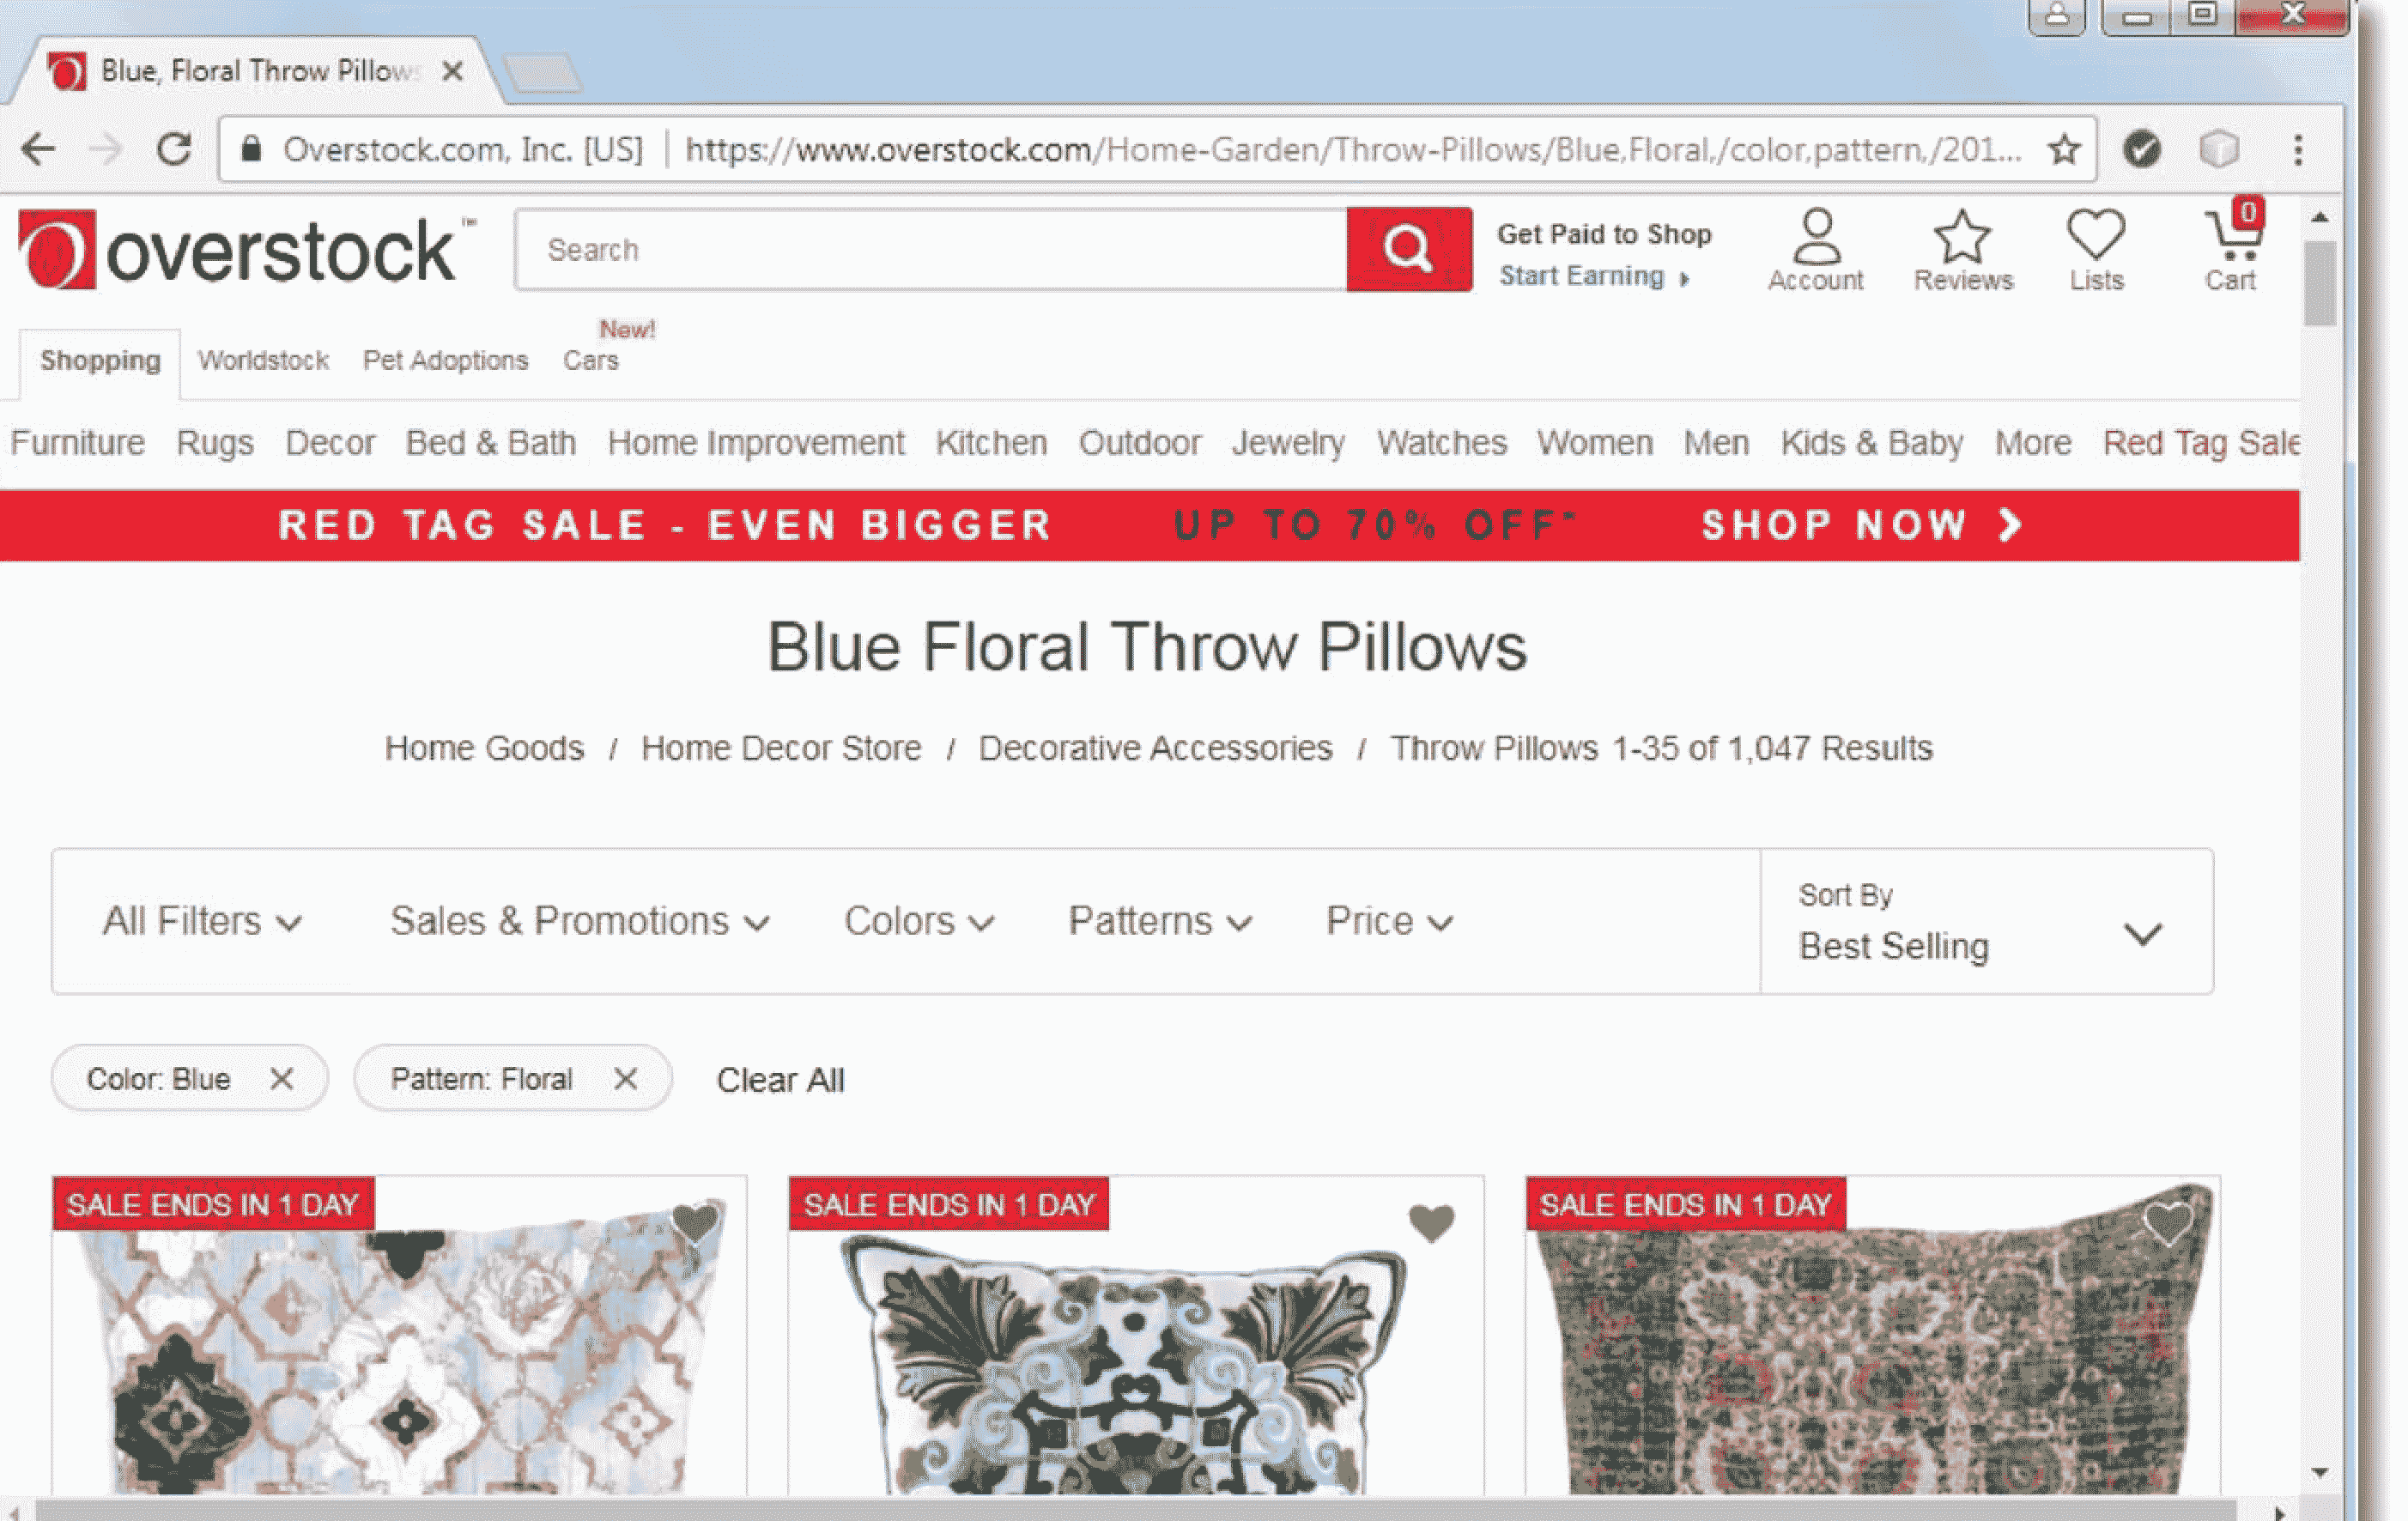 Blue, Floral Throw Pillows
Overstock.com, Inc. [US] https://www.overstock.com/Home-Garden/Throw-Pillows/Blue,Floral,/color,pattern,/201...
overstock™ Search Get Paid to Shop
Start Earning Account Reviews Lists 0 Cart
Shopping Worldstock Pet Adoptions Cars New!
Furniture Rugs Decor Bed & Bath Home Improvement Kitchen Outdoor Jewelry Watches Women Men Kids & Baby More Red Tag Sale
RED TAG SALE - EVEN BIGGER UP TO 70% OFF* SHOP NOW
Blue Floral Throw Pillows
Home Goods / Home Decor Store / Decorative Accessories / Throw Pillows 1-35 of 1,047 Results
All Filters Sales & Promotions Colors Patterns Price Sort By
Best Selling
Color: Blue Pattern: Floral Clear All
SALE ENDS IN 1 DAY SALE ENDS IN 1 DAY SALE ENDS IN 1 DAY